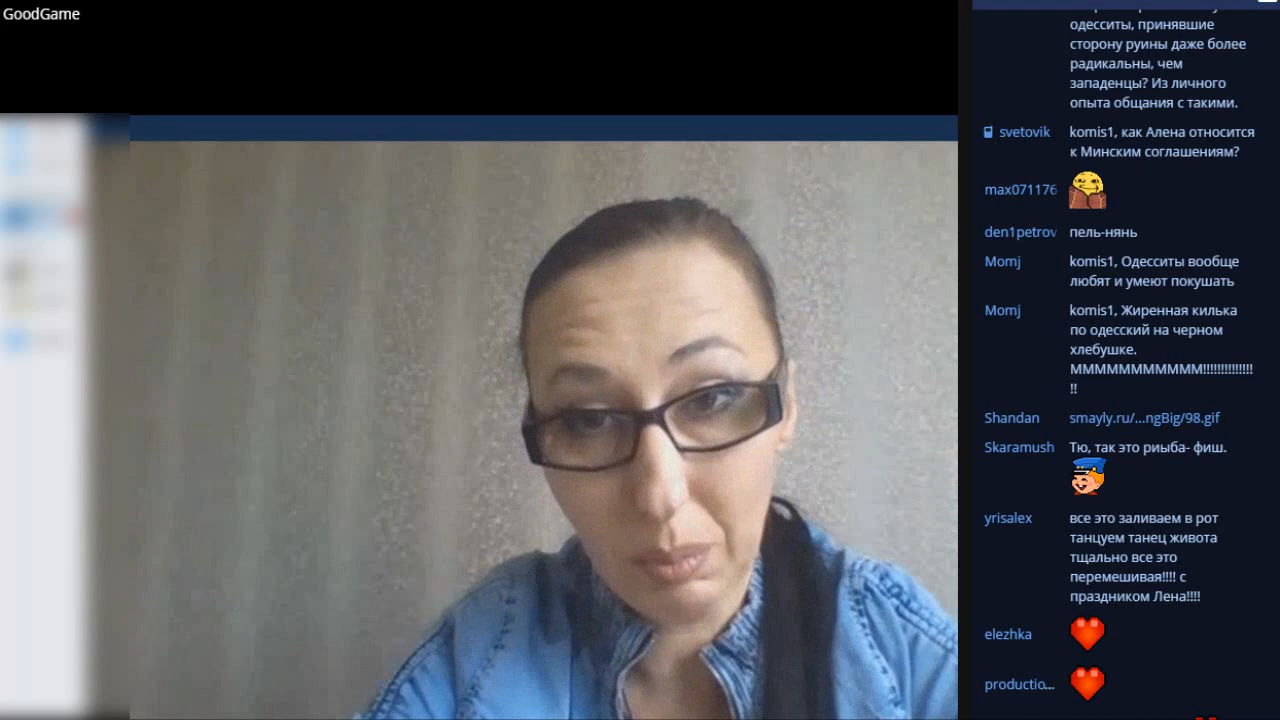 GoodGame
одесситы, принявшие
сторону руины даже более
радикальны, чем
западенцы? Из личного
опыта общания с такими.
svetovik komis1, как Алена относится
к Минским соглашениям?
max071176
den1petrov пель-нянь
Momj komis1, Одесситы вообще
любят и умеют покушать
Momj komis1, Жиренная килька
по одесский на черном
хлебушке.
МММММММММММ!!!!!!!!!!!!!!
!!
Shandan smayly.ru/...ngBig/98.gif
Skaramush Тю, так это риыба- фиш.
yrisalex все это заливаем в рот
танцуем танец живота
тщально все это
перемешивая!!!! с
праздником Лена!!!!
elezhka
productio...